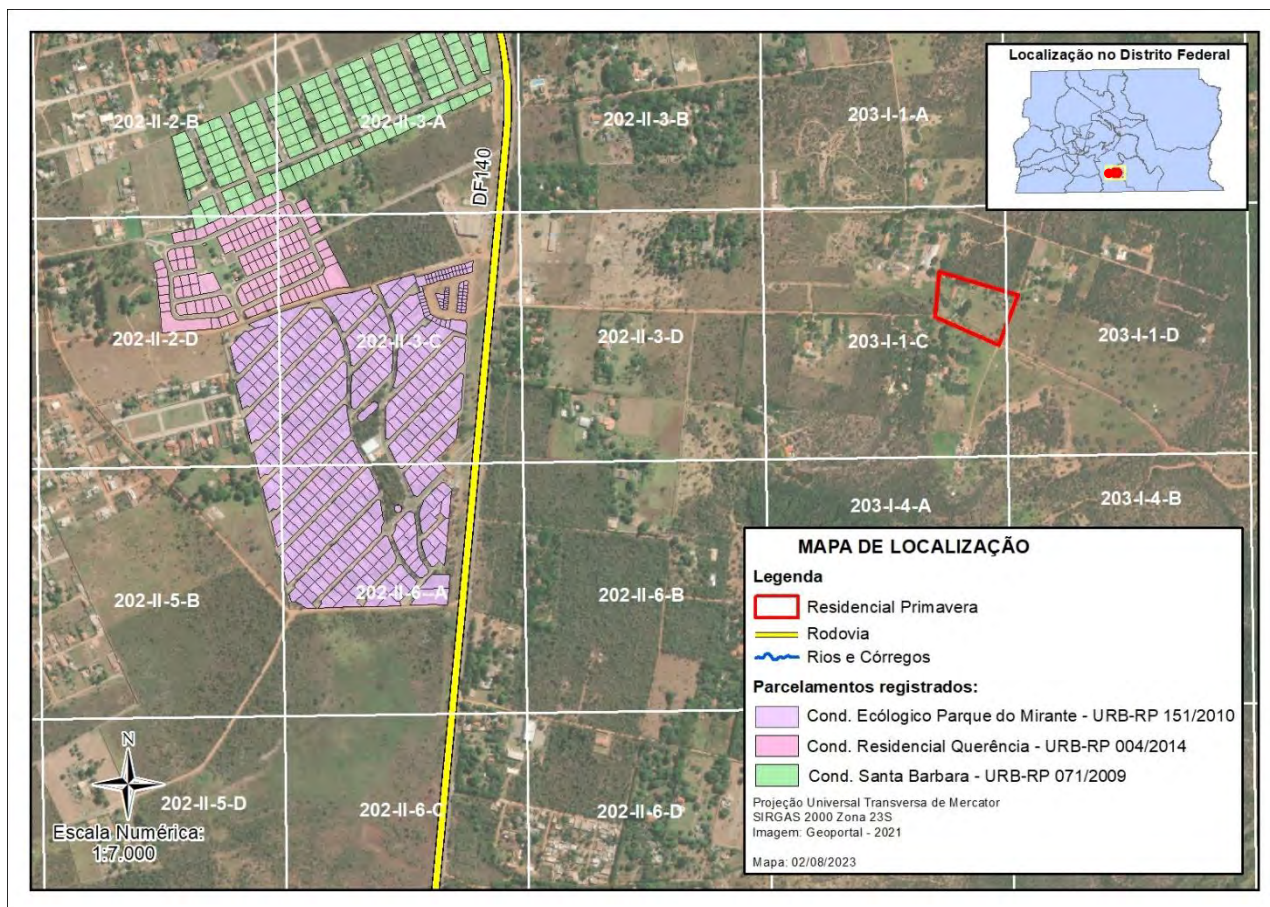 Localização no Distrito Federal
202-II-2-B
202-II-3-A
202-II-3-B
203-I-1-A
DF140
202-II-2-D
202-II-3-C
202-II-3-D
203-I-1-C
203-I-1-D
203-I-4-A
203-I-4-B
202-II-5-B
202-II-6--A
202-II-6-B
202-II-5-D
202-II-6-C
202-II-6-D
N
Escala Numérica:
1:7.000
MAPA DE LOCALIZAÇÃO
Legenda
Residencial Primavera
Rodovia
Rios e Córregos
Parcelamentos registrados:
Cond. Ecólogico Parque do Mirante - URB-RP 151/2010
Cond. Residencial Querência - URB-RP 004/2014
Cond. Santa Barbara - URB-RP 071/2009
Projeção Universal Transversa de Mercator
SIRGAS 2000 Zona 23S
Imagem: Geoportal - 2021
Mapa: 02/08/2023